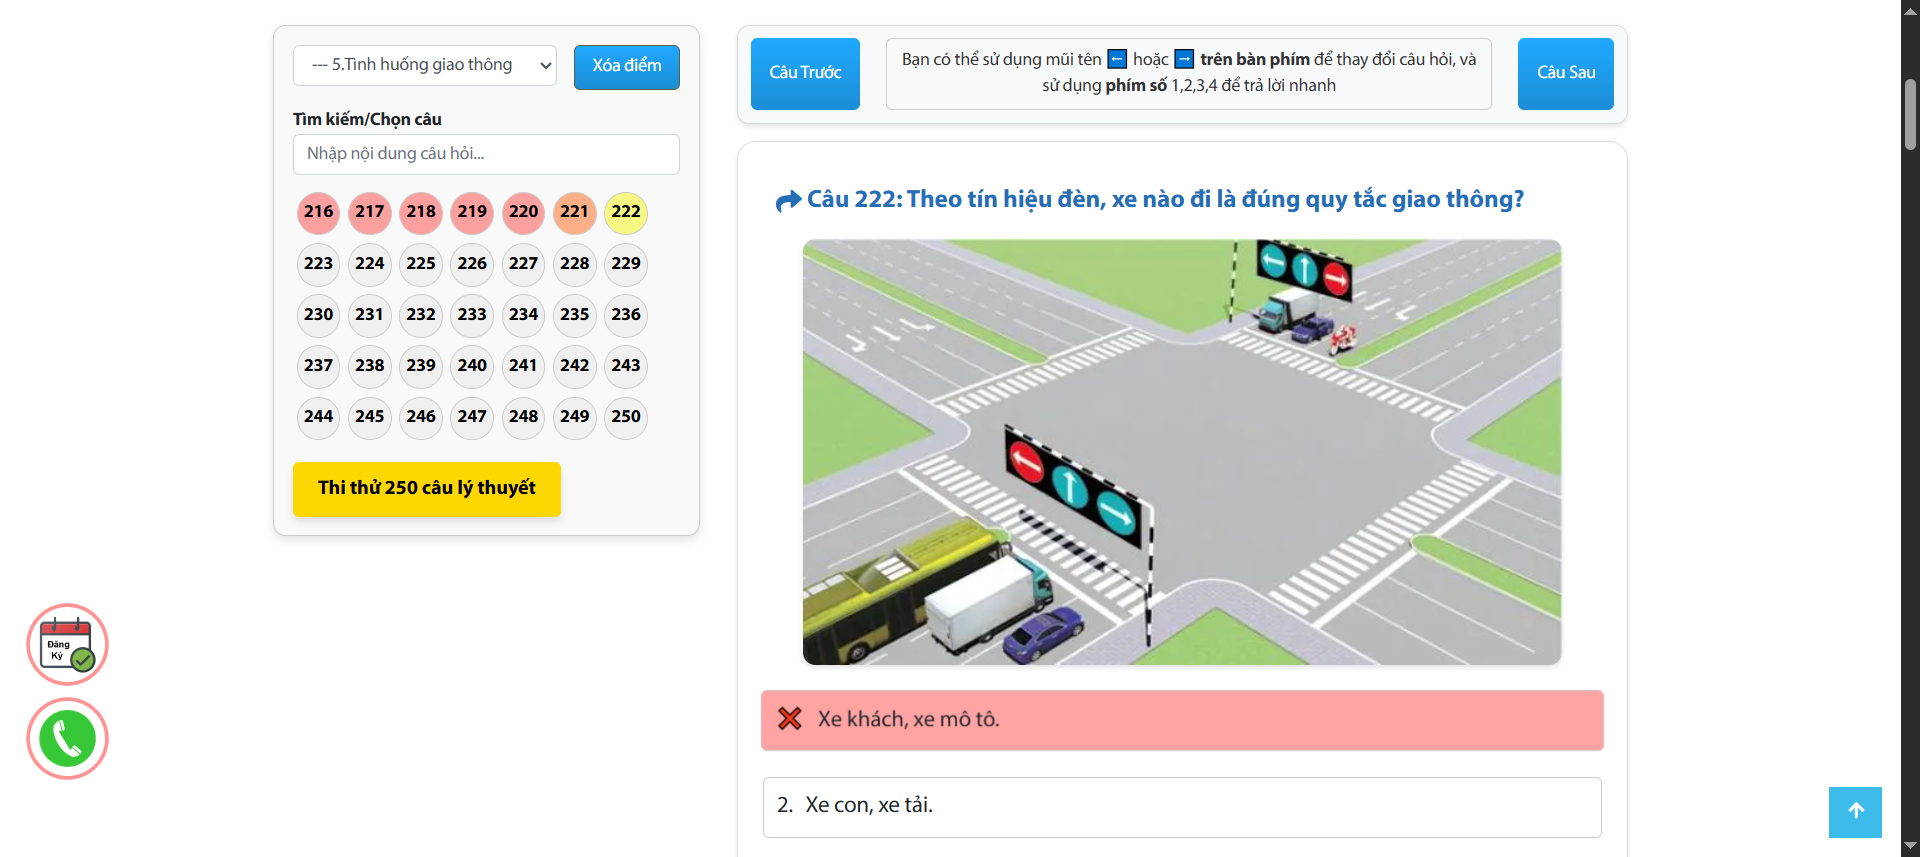 --- 5.Tình huống giao thông
Xóa điểm
Tìm kiếm/Chọn câu
Nhập nội dung câu hỏi...
216 217 218 219 220 221 222
223 224 225 226 227 228 229
230 231 232 233 234 235 236
237 238 239 240 241 242 243
244 245 246 247 248 249 250
Thi thử 250 câu lý thuyết
Đăng
Ký
Câu Trước
Bạn có thể sử dụng mũi tên ← hoặc → trên bàn phím để thay đổi câu hỏi, và
sử dụng phím số 1,2,3,4 để trả lời nhanh
Câu Sau
Câu 222: Theo tín hiệu đèn, xe nào đi là đúng quy tắc giao thông?
Xe khách, xe mô tô.
2. Xe con, xe tải.